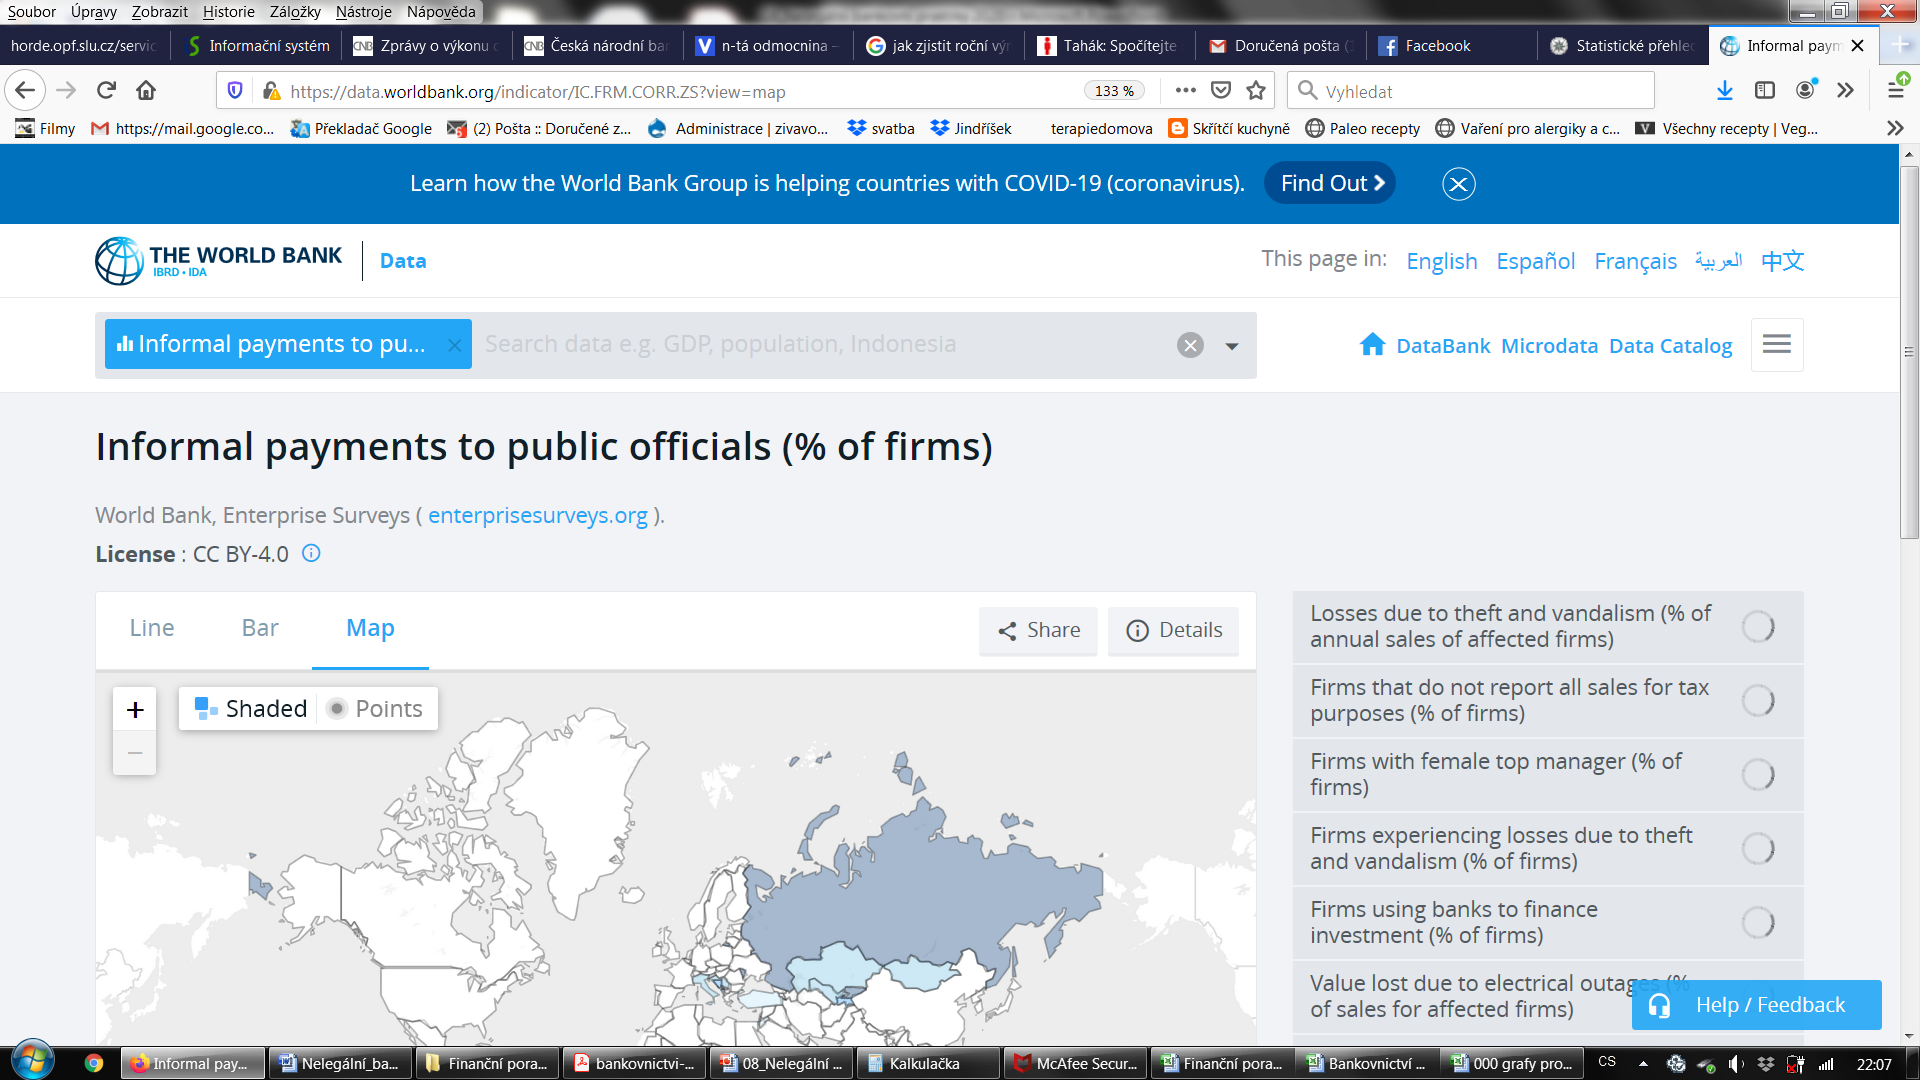 Soubor Úpravy Zobrazit Historie Záložky Nástroje Nápověda
horde.opf.slu.cz/servic Informační systém Zprávy o výkonu Česká národní ba n-tá odmocnina – jak zjistit roční vý Tahák: Spočítejte Doručená pošta ( Facebook Statistické přehle Informal paym
https://data.worldbank.org/indicator/IC.FRM.CORR.ZS?view=map 133 % Vyhledat
Filmy https://mail.google.co... Překladač Google (2) Pošta :: Doručené z... Administrace | zivavo... svatba Jindříšek terapiedomova Skřítčí kuchyně Paleo recepty Vaření pro alergiky a c... Všechny recepty | Veg...
Learn how the World Bank Group is helping countries with COVID-19 (coronavirus). Find Out
THE WORLD BANK
IBRD • IDA
Data
This page in: English Español Français العربية 中文
Informal payments to pu... Search data e.g. GDP, population, Indonesia
DataBank Microdata Data Catalog
Informal payments to public officials (% of firms)
World Bank, Enterprise Surveys ( enterprisesurveys.org ).
License : CC BY-4.0
Line Bar Map Share Details
+ Shaded Points
−
Losses due to theft and vandalism (% of
annual sales of affected firms)
Firms that do not report all sales for tax
purposes (% of firms)
Firms with female top manager (% of
firms)
Firms experiencing losses due to theft
and vandalism (% of firms)
Firms using banks to finance
investment (% of firms)
Value lost due to electrical outages (%
of sales for affected firms)
Help / Feedback
Informal pay... Nelegální_ba... Finanční pora... bankovnictvi-... 08_Nelegální ... Kalkulačka McAfee Secur... Finanční pora... Bankovnictví ... 000 grafy pro... CS 22:07